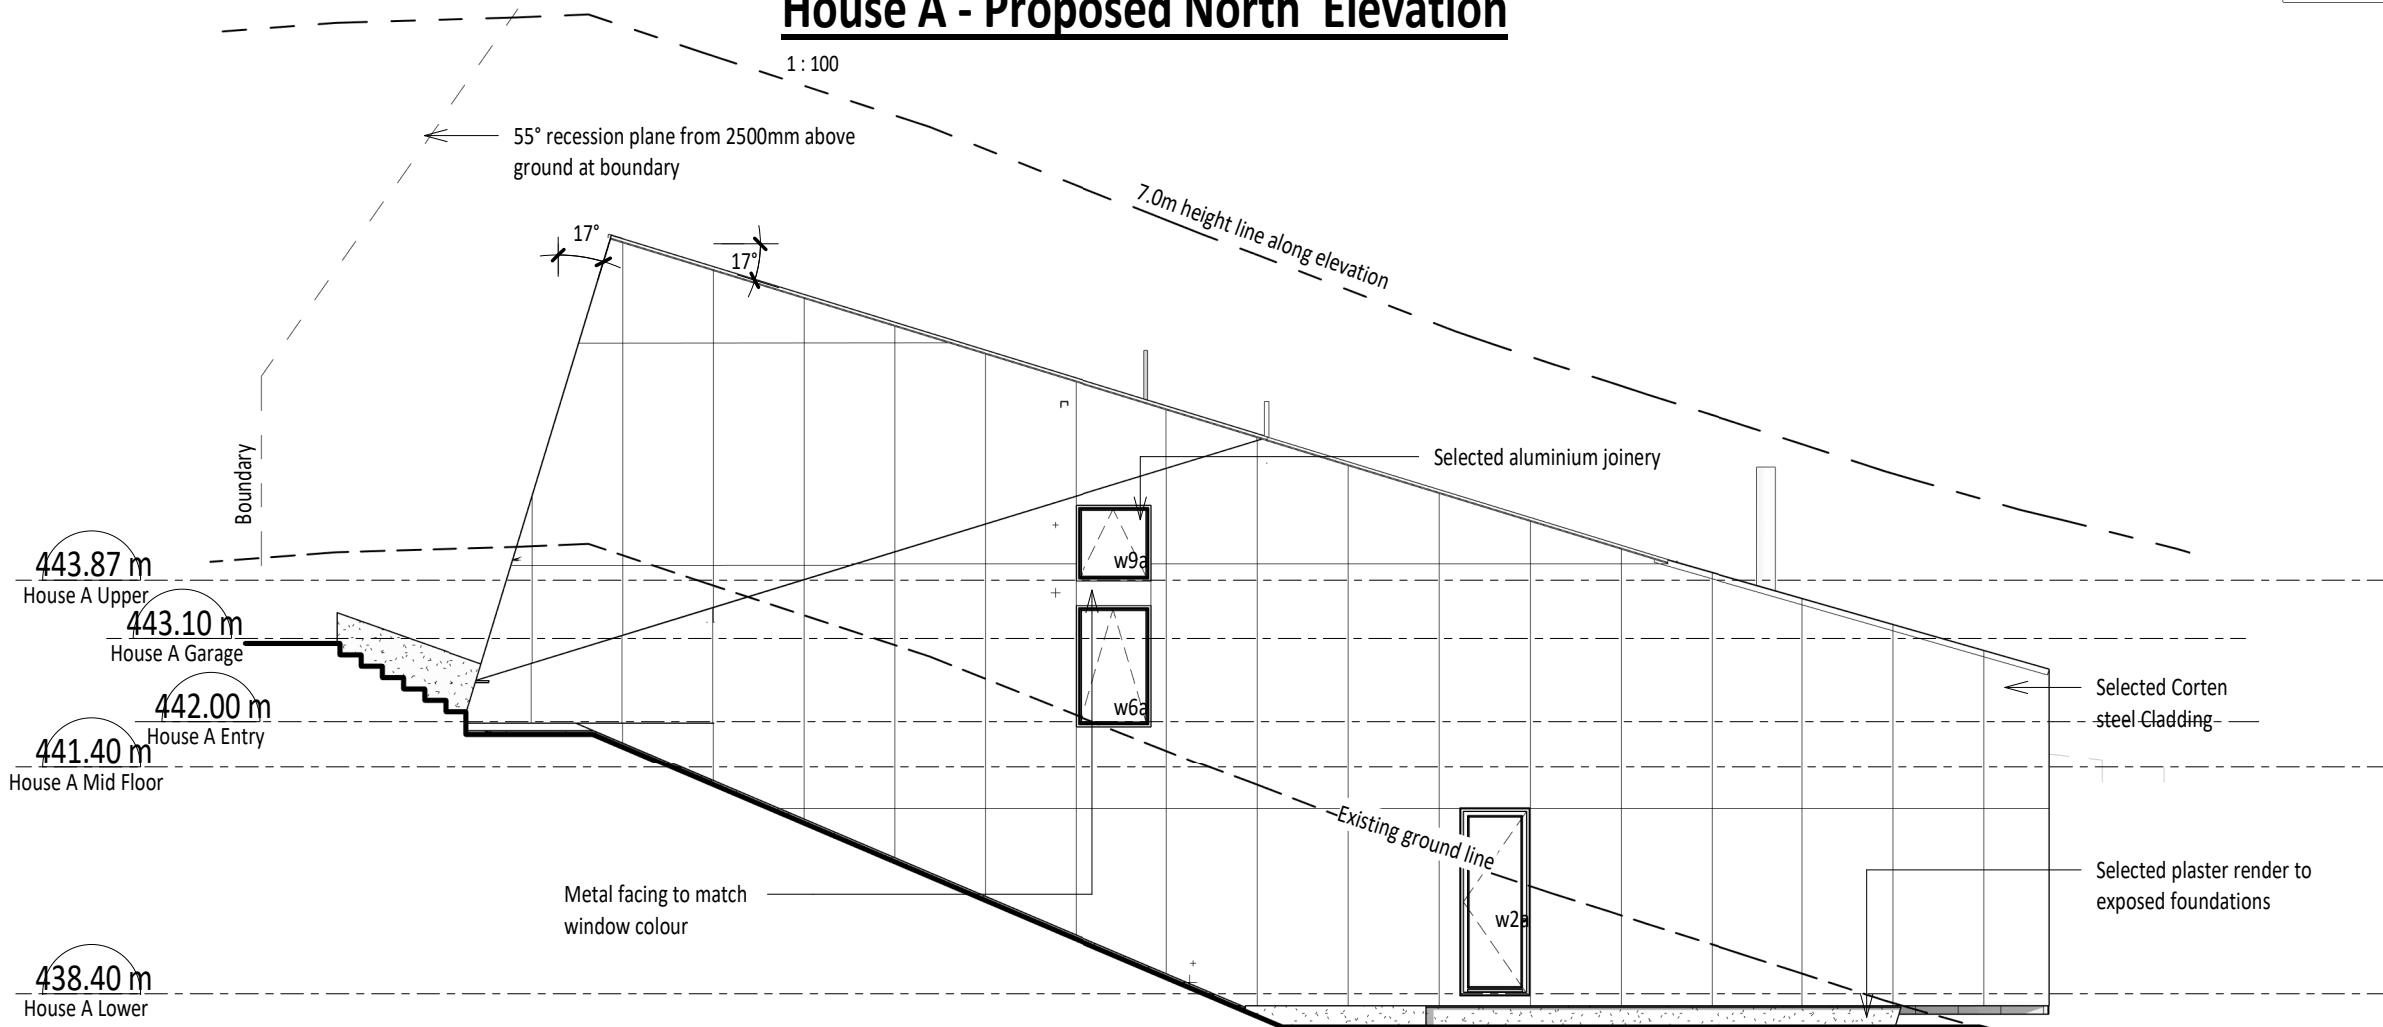 House A - Proposed North Elevation
1 : 100
55° recession plane from 2500mm above
ground at boundary
7.0m height line along elevation
17°
17°
Boundary
Selected aluminium joinery
w9a
443.87 m
House A Upper
443.10 m
House A Garage
w6a
Selected Corten
steel Cladding
442.00 m
House A Entry
441.40 m
House A Mid Floor
Existing ground line
Metal facing to match
window colour
w2a
Selected plaster render to
exposed foundations
438.40 m
House A Lower